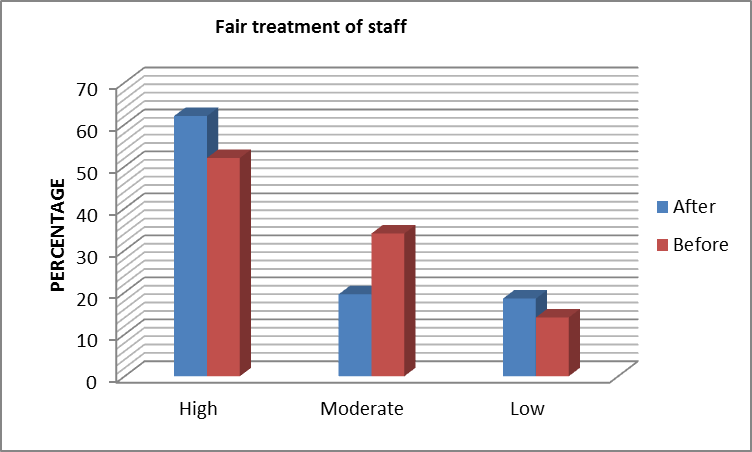 Fair treatment of staff
PERCENTAGE
70
60
50
40
30
20
10
0
High Moderate Low
After
Before